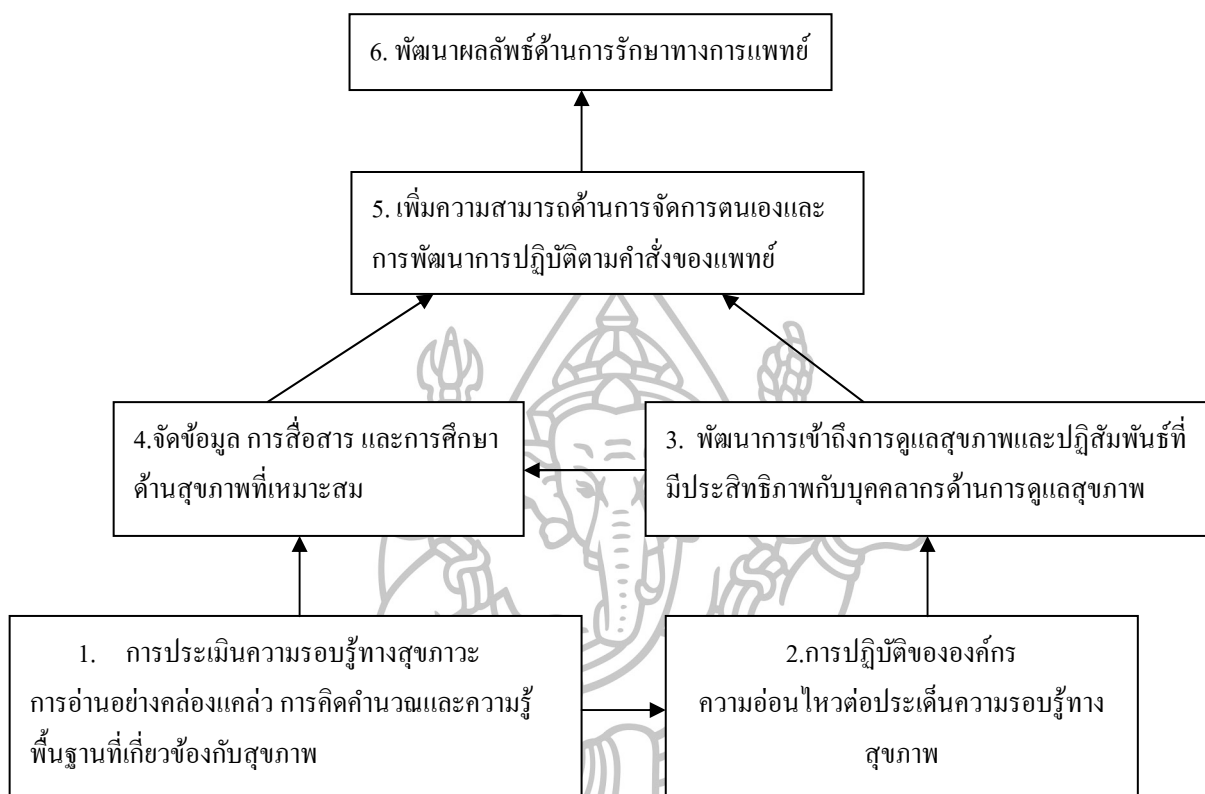 6. พัฒนาผลลัพธ์ด้านการรักษาทางการแพทย์
5. เพิ่มความสามารถด้านการจัดการตนเองและ
การพัฒนาการปฏิบัติตามคำสั่งของแพทย์
4.จัดข้อมูล การสื่อสาร และการศึกษา
ด้านสุขภาพที่เหมาะสม
3. พัฒนาการเข้าถึงการดูแลสุขภาพและปฏิสัมพันธ์ที่
มีประสิทธิภาพกับบุคคลากรด้านการดูแลสุขภาพ
1. การประเมินความรอบรู้ทางสุขภาวะ
การอ่านอย่างคล่องแคล่ว การคิดคำนวณและความรู้
พื้นฐานที่เกี่ยวข้องกับสุขภาพ
2.การปฏิบัติขององค์กร
ความอ่อนไหวต่อประเด็นความรอบรู้ทาง
สุขภาพ